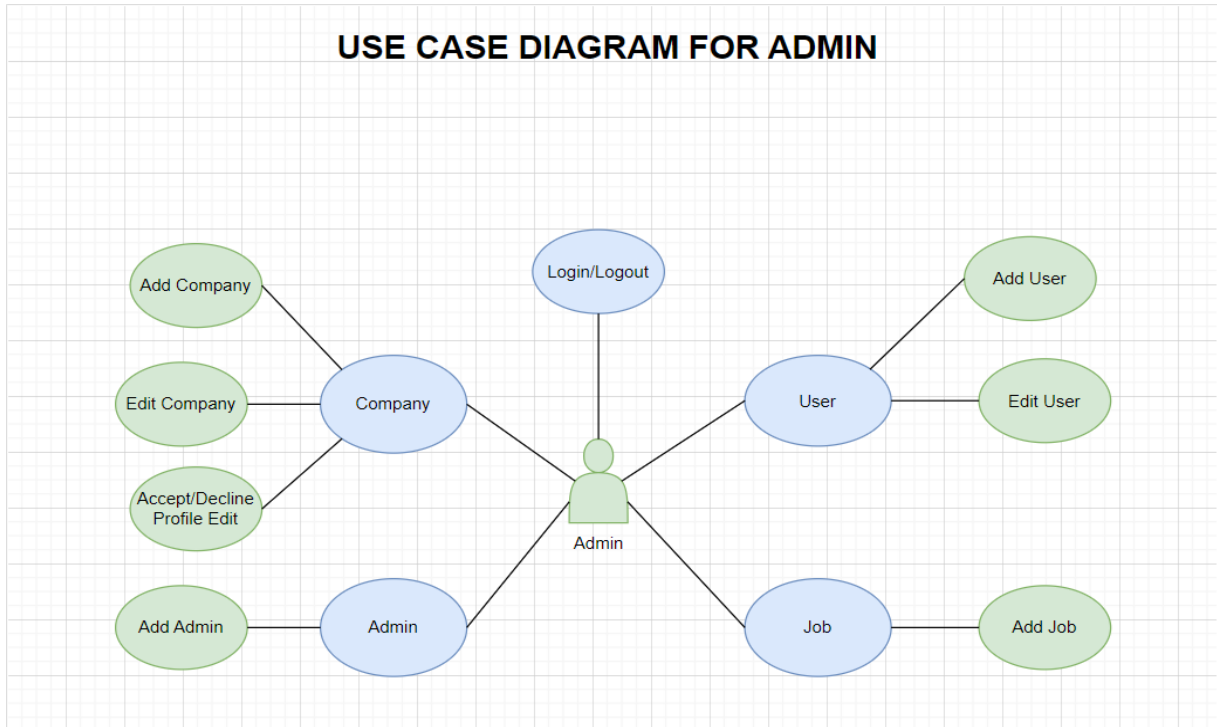 USE CASE DIAGRAM FOR ADMIN
Login/Logout
Add Company
Add User
Edit Company
Company
User
Edit User
Accept/Decline
Profile Edit
Admin
Add Admin
Admin
Job
Add Job